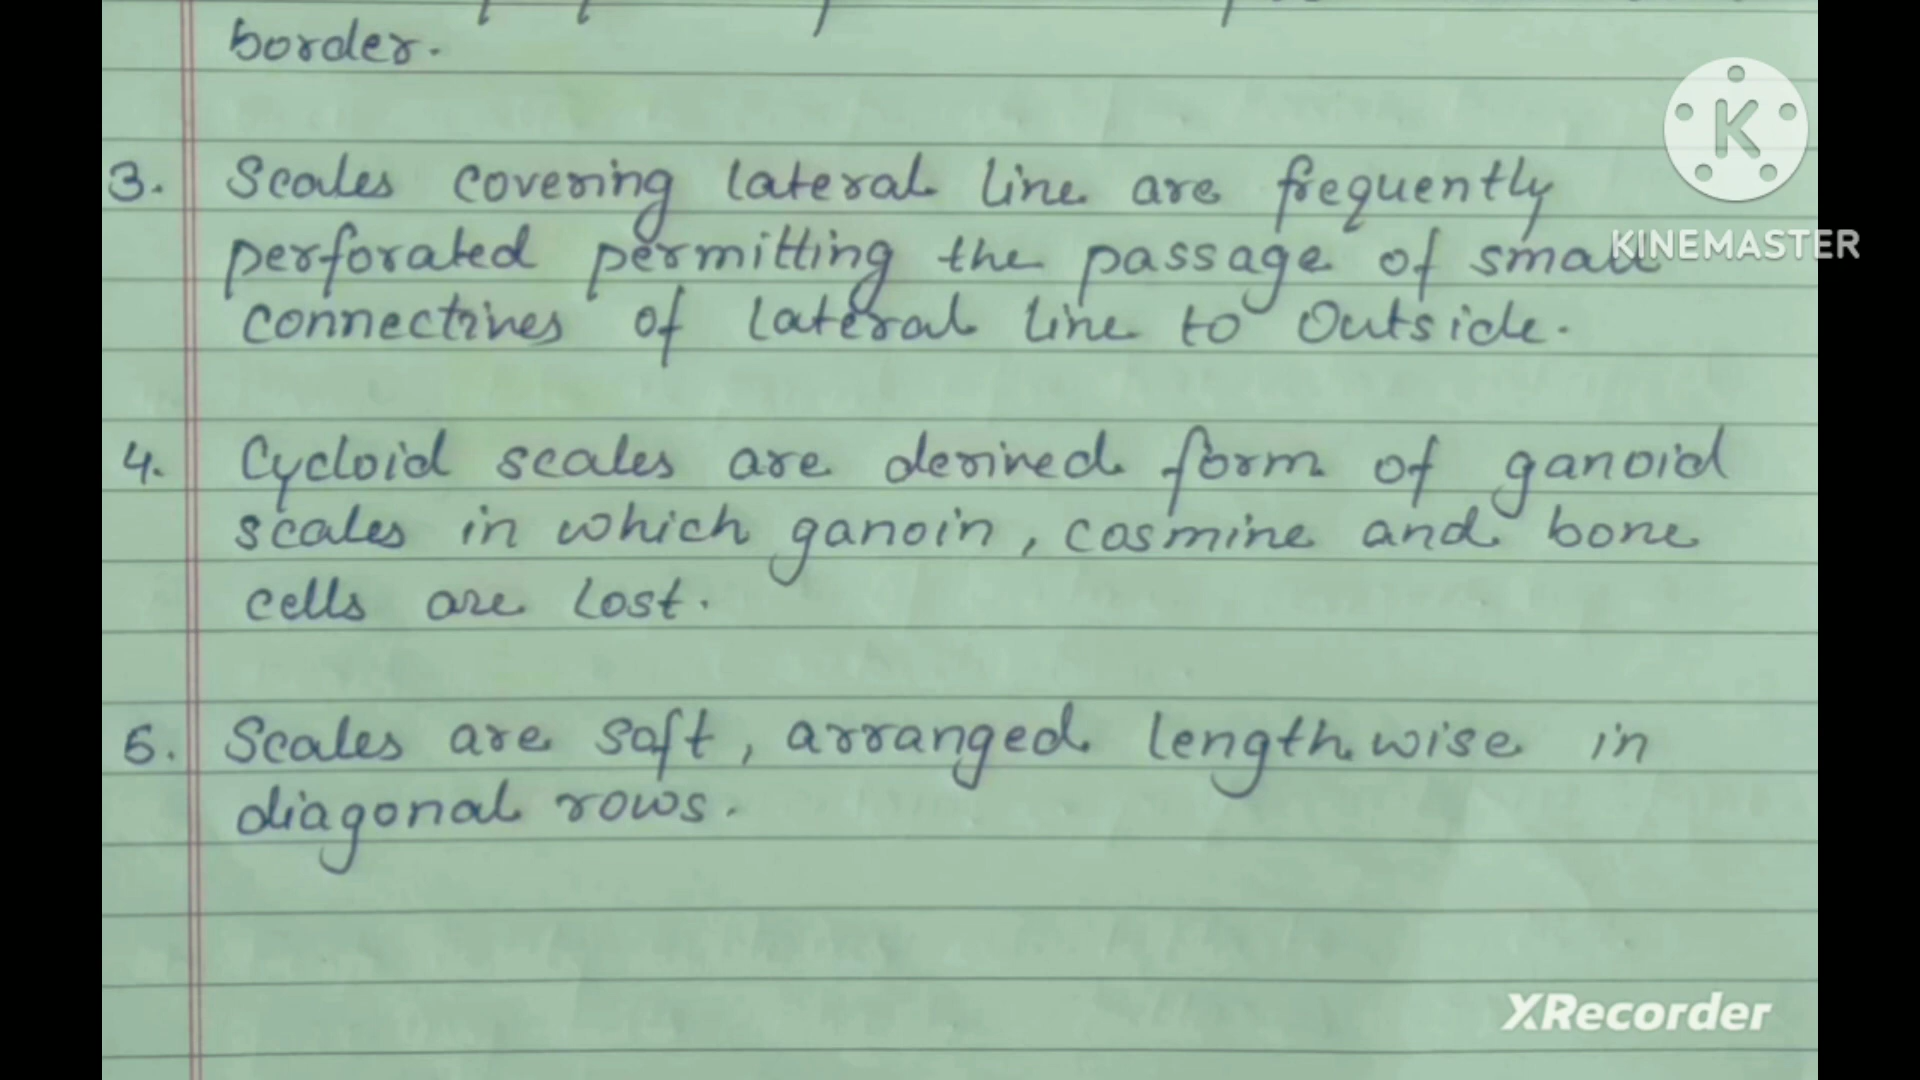 border.
3. Scales covering lateral line are frequently
perforated permitting the passage of small
connectives of lateral line to outside.
4. Cycloid scales are derived form of ganoid
scales in which ganoin, cosmine and bone
cells are lost.
5. Scales are soft, arranged lengthwise in
diagonal rows.
K
KINEMASTER
XRecorder